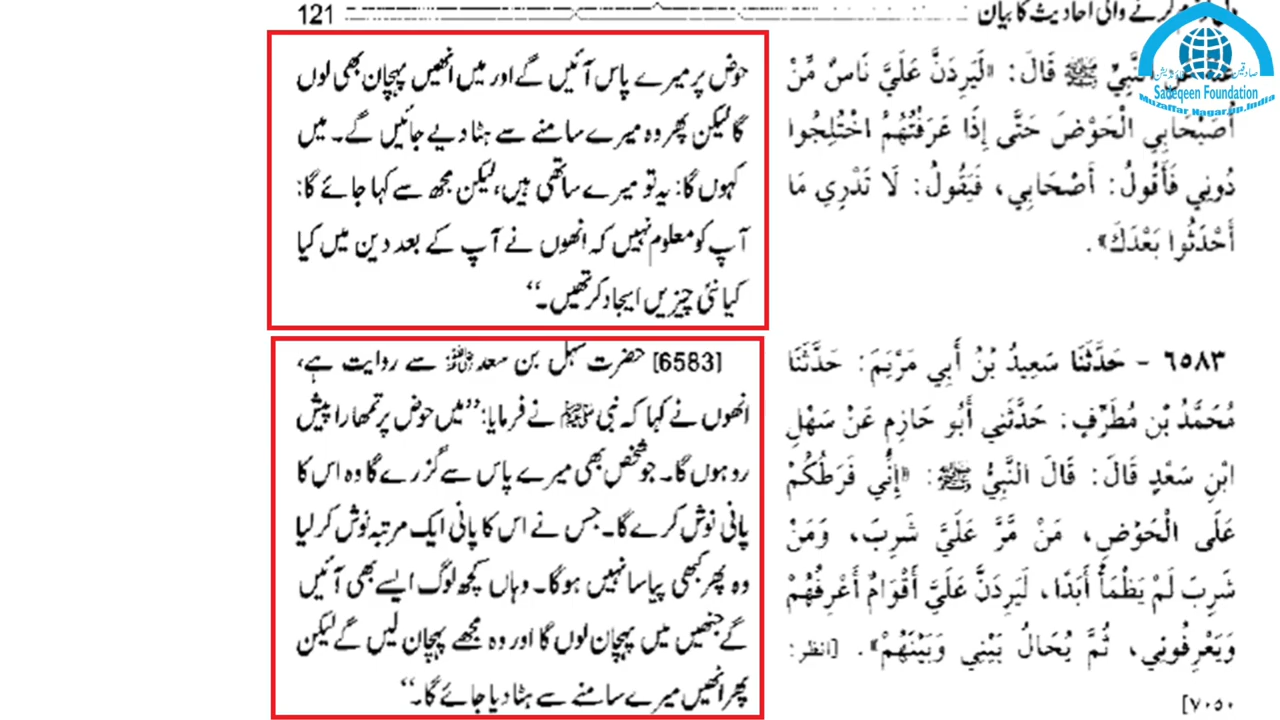 121
نے والی احادیث کا بیان
عَنِ النَّبِيِّ ﷺ قَالَ: «لَيَرِدَنَّ عَلَيَّ نَاسٌ مِّنْ
أُصَيْحَابِي الْحَوْضَ حَتَّى إِذَا عَرَفْتُهُمُ اخْتُلِجُوا
دُونِي فَأَقُولُ: أَصْحَابِي، فَيَقُولُ: لَا تَدْرِي مَا
أَحْدَثُوا بَعْدَكَ».
٦٥٨٣ - حَدَّثَنَا سَعِيدُ بْنُ أَبِي مَرْيَمَ: حَدَّثَنَا
مُحَمَّدُ بْنُ مُطَرِّفٍ: حَدَّثَنِي أَبُو حَازِمٍ عَنْ سَهْلِ
ابْنِ سَعْدٍ قَالَ: قَالَ النَّبِيُّ ﷺ: «إِنِّي فَرَطُكُمْ
عَلَى الْحَوْضِ، مَنْ مَّرَّ عَلَيَّ شَرِبَ، وَمَنْ
شَرِبَ لَمْ يَظْمَأْ أَبَدًا، لَيَرِدَنَّ عَلَيَّ أَقْوَامٌ أَعْرِفُهُمْ
وَيَعْرِفُونِي، ثُمَّ يُحَالُ بَيْنِي وَبَيْنَهُمْ». [انظر:
٧٠٥٠]
حوض پر میرے پاس آئیں گے اور میں انھیں پہچان بھی لوں
گا لیکن پھر وہ میرے سامنے سے ہٹا دیے جائیں گے۔ میں
کہوں گا: یہ تو میرے ساتھی ہیں، لیکن مجھ سے کہا جائے گا:
آپ کو معلوم نہیں کہ انھوں نے آپ کے بعد دین میں کیا
کیا نئی چیزیں ایجاد کر تھیں۔“
[6583] حضرت سہل بن سعد ؓ سے روایت ہے،
انھوں نے کہا کہ نبی ﷺ نے فرمایا: ”میں حوض پر تمھارا پیش
رو ہوں گا۔ جو شخص بھی میرے پاس سے گزرے گا وہ اس کا
پانی نوش کرے گا۔ جس نے اس کا پانی ایک مرتبہ نوش کر لیا
وہ پھر کبھی پیاسا نہیں ہوگا۔ وہاں کچھ لوگ ایسے بھی آئیں
گے جنھیں میں پہچان لوں گا اور وہ مجھے پہچان لیں گے لیکن
پھر انھیں میرے سامنے سے ہٹا دیا جائے گا۔“
Sadeqeen Foundation
Muzaffar Nagar,up,India